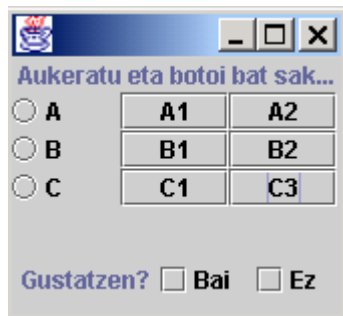 Aukeratu eta botoi bat sak...
A A1 A2
B B1 B2
C C1 C3
Gustatzen? Bai Ez